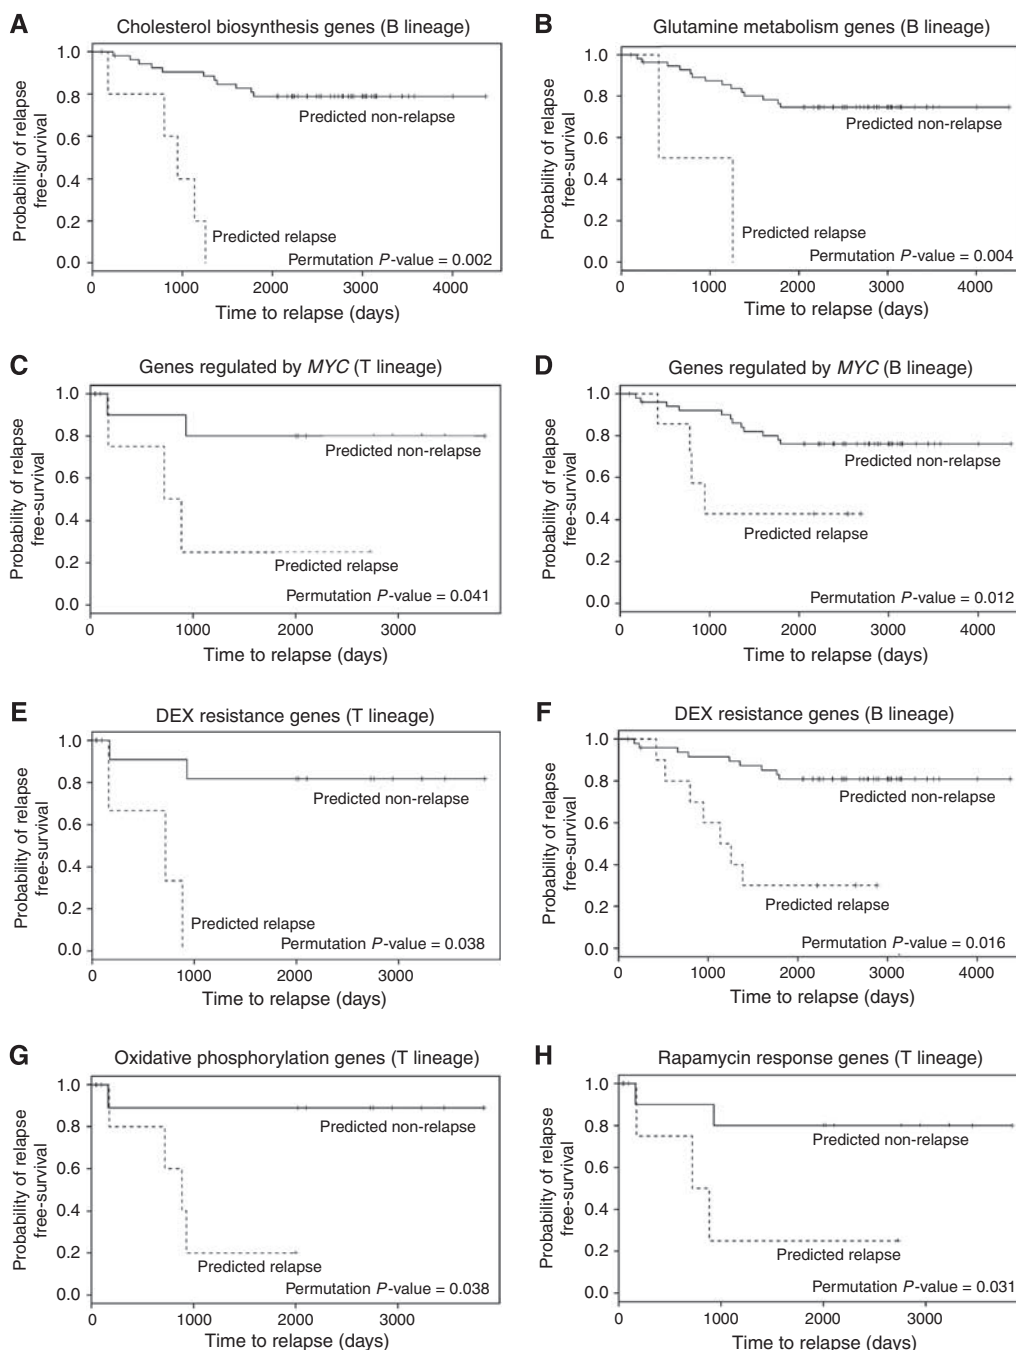 A
Cholesterol biosynthesis genes (B lineage)
Probability of relapse
free-survival
1.0
0.8
0.6
0.4
0.2
0.0
Predicted non-relapse
Predicted relapse
Permutation P-value = 0.002
0 1000 2000 3000 4000
Time to relapse (days)
B
Glutamine metabolism genes (B lineage)
Probability of relapse
free-survival
1.0
0.8
0.6
0.4
0.2
0.0
Predicted non-relapse
Predicted relapse
Permutation P-value = 0.004
0 1000 2000 3000 4000
Time to relapse (days)
C
Genes regulated by MYC (T lineage)
Probability of relapse
free-survival
1.0
0.8
0.6
0.4
0.2
0.0
Predicted non-relapse
Predicted relapse
Permutation P-value = 0.041
0 1000 2000 3000
Time to relapse (days)
D
Genes regulated by MYC (B lineage)
Probability of relapse
free-survival
1.0
0.8
0.6
0.4
0.2
0.0
Predicted non-relapse
Predicted relapse
Permutation P-value = 0.012
0 1000 2000 3000 4000
Time to relapse (days)
E
DEX resistance genes (T lineage)
Probability of relapse
free-survival
1.0
0.8
0.6
0.4
0.2
0.0
Predicted non-relapse
Predicted relapse
Permutation P-value = 0.038
0 1000 2000 3000
Time to relapse (days)
F
DEX resistance genes (B lineage)
Probability of relapse
free-survival
1.0
0.8
0.6
0.4
0.2
0.0
Predicted non-relapse
Predicted relapse
Permutation P-value = 0.016
0 1000 2000 3000 4000
Time to relapse (days)
G
Oxidative phosphorylation genes (T lineage)
Probability of relapse
free-survival
1.0
0.8
0.6
0.4
0.2
0.0
Predicted non-relapse
Predicted relapse
Permutation P-value = 0.038
0 1000 2000 3000
Time to relapse (days)
H
Rapamycin response genes (T lineage)
Probability of relapse
free-survival
1.0
0.8
0.6
0.4
0.2
0.0
Predicted non-relapse
Predicted relapse
Permutation P-value = 0.031
0 1000 2000 3000
Time to relapse (days)